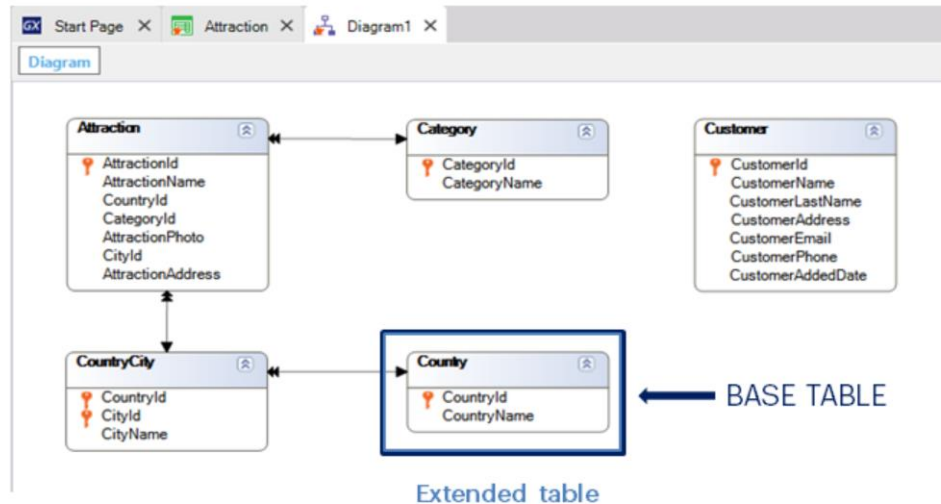 GX Start Page Attraction Diagram1
Diagram
Attraction
AttractionId
AttractionName
CountryId
CategoryId
AttractionPhoto
CityId
AttractionAddress
Category
CategoryId
CategoryName
Customer
CustomerId
CustomerName
CustomerLastName
CustomerAddress
CustomerEmail
CustomerPhone
CustomerAddedDate
CountryCity
CountryId
CityId
CityName
Country
CountryId
CountryName
BASE TABLE
Extended table